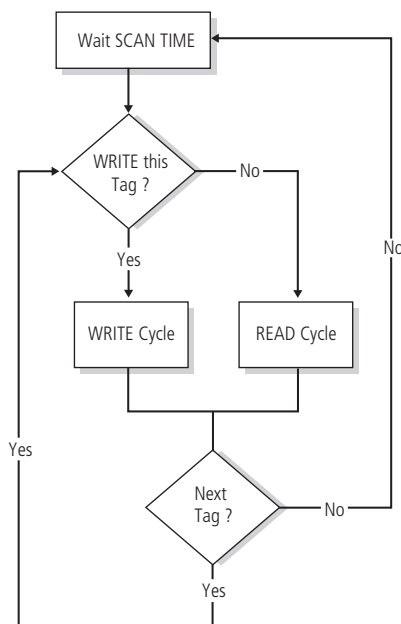 Wait SCAN TIME
WRITE this
Tag ?
No
No
Yes
WRITE Cycle
READ Cycle
Yes
Next
Tag ?
No
Yes